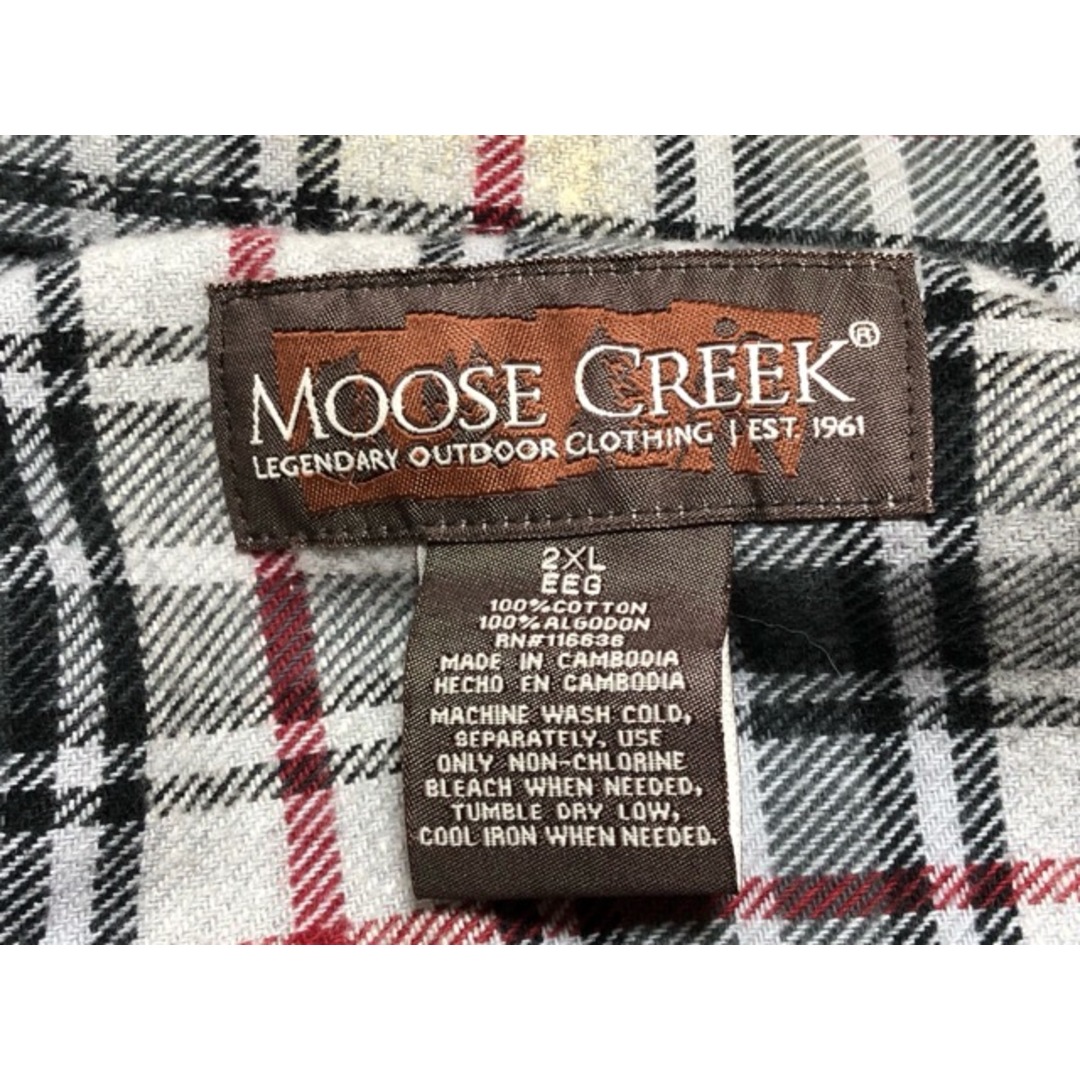 MOOSE CREEK®
LEGENDARY OUTDOOR CLOTHING | EST. 1961
2XL
EEG
100% COTTON
100% ALGODON
RN#116636
MADE IN CAMBODIA
HECHO EN CAMBODIA
MACHINE WASH COLD,
SEPARATELY, USE
ONLY NON-CHLORINE
BLEACH WHEN NEEDED,
TUMBLE DRY LOW,
COOL IRON WHEN NEEDED.